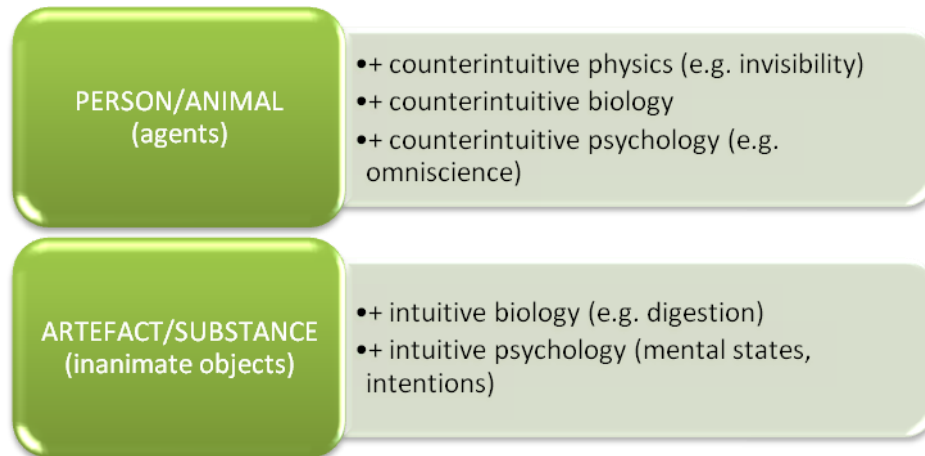 PERSON/ANIMAL
(agents)
•+ counterintuitive physics (e.g. invisibility)
•+ counterintuitive biology
•+ counterintuitive psychology (e.g.
omniscience)
ARTEFACT/SUBSTANCE
(inanimate objects)
•+ intuitive biology (e.g. digestion)
•+ intuitive psychology (mental states,
intentions)